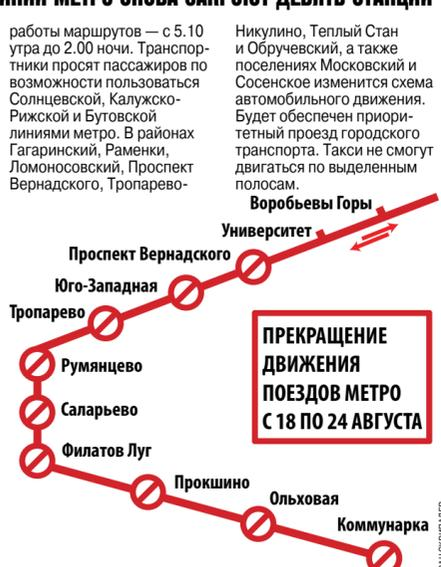 работы маршрутов — с 5.10
утра до 2.00 ночи. Транспор-
тники просят пассажиров по
возможности пользоваться
Солнцевской, Калужско-
Рижской и Бутовской
линиями метро. В районах
Гагаринский, Раменки,
Ломоносовский, Проспект
Вернадского, Тропарево-
Никулино, Теплый Стан
и Обручевский, а также
поселениях Московский и
Сосенское изменится схема
автомобильного движения.
Будет обеспечен приори-
тетный проезд городского
транспорта. Такси не смогут
двигаться по выделенным
полосам.
Воробьевы Горы
Университет
Проспект Вернадского
Юго-Западная
Тропарево
Румянцево
Саларьево
Филатов Луг
Прокшино
Ольховая
Коммунарка
ПРЕКРАЩЕНИЕ
ДВИЖЕНИЯ
ПОЕЗДОВ МЕТРО
С 18 ПО 24 АВГУСТА